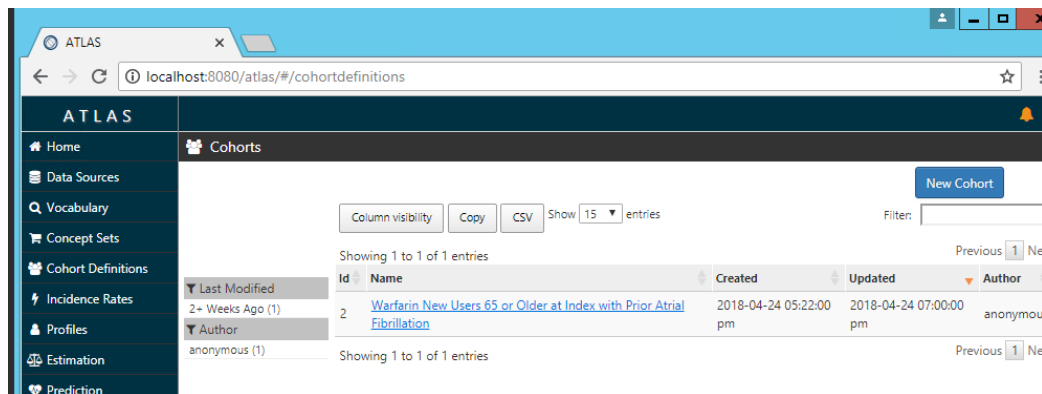 ATLAS
localhost:8080/atlas/#/cohortdefinitions
ATLAS
Home
Data Sources
Vocabulary
Concept Sets
Cohort Definitions
Incidence Rates
Profiles
Estimation
Prediction
Cohorts
New Cohort
Column visibility Copy CSV Show 15 entries Filter:
Showing 1 to 1 of 1 entries Previous 1
Last Modified
2+ Weeks Ago (1)
Author
anonymous (1)
Id Name Created Updated Author
2 Warfarin New Users 65 or Older at Index with Prior Atrial 2018-04-24 05:22:00 2018-04-24 07:00:00
Fibrillation pm pm
Showing 1 to 1 of 1 entries Previous 1